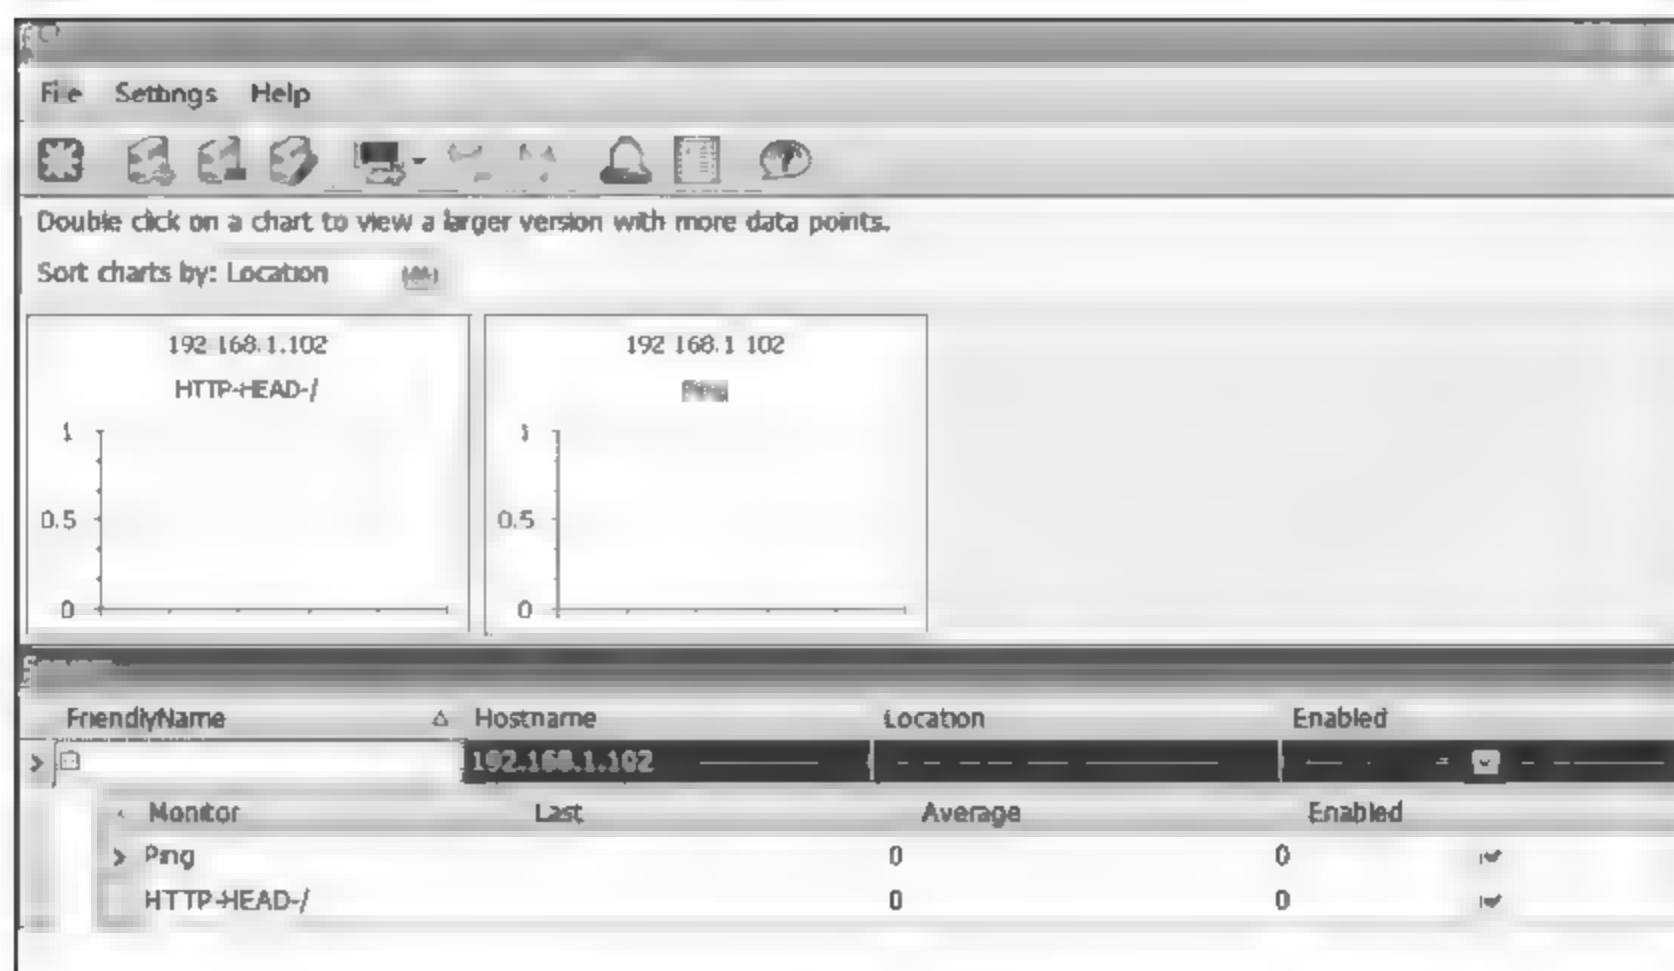 File Settings Help
Double click on a chart to view a larger version with more data points.
Sort charts by: Location
192.168.1.102
HTTP-HEAD-/
1
0.5
0
192.168.1.102
1
0.5
0
FriendlyName Hostname Location Enabled
192.168.1.102
Monitor Last Average Enabled
Ping 0 0
HTTP-HEAD-/ 0 0